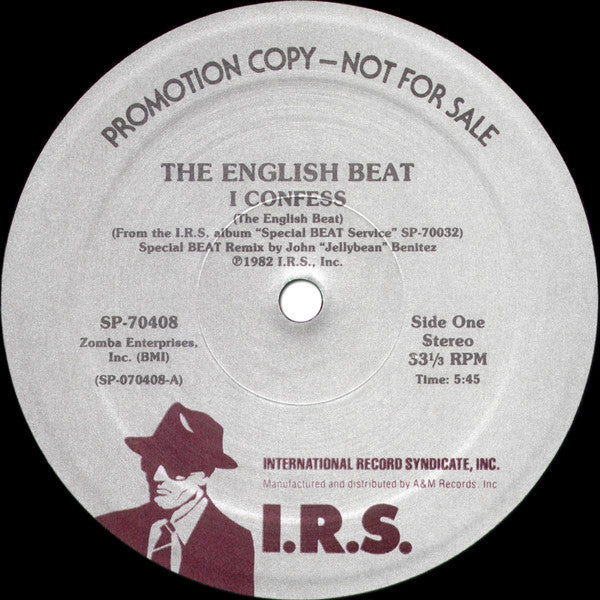 PROMOTION COPY — NOT FOR SALE
THE ENGLISH BEAT
I CONFESS
(The English Beat)
(From the I.R.S. album "Special BEAT Service" SP-70032)
Special BEAT Remix by John "Jellybean" Benitez
℗1982 I.R.S., Inc.
SP-70408
Zomba Enterprises,
Inc. (BMI)
(SP-070408-A)
Side One
Stereo
33⅓ RPM
Time: 5:45
INTERNATIONAL RECORD SYNDICATE, INC.
Manufactured and distributed by A&M Records, Inc
I.R.S.